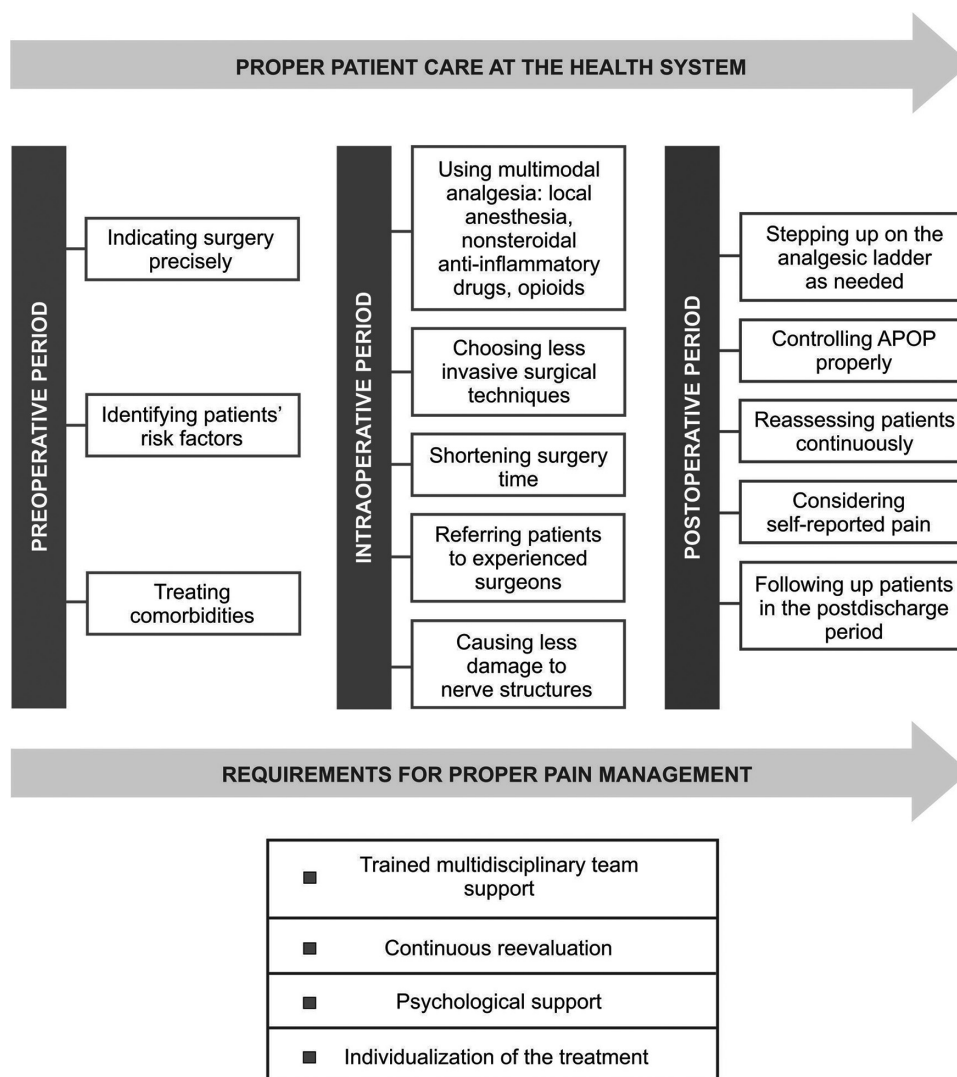 PROPER PATIENT CARE AT THE HEALTH SYSTEM
PREOPERATIVE PERIOD
Indicating surgery
precisely
Identifying patients’
risk factors
Treating
comorbidities
INTRAOPERATIVE PERIOD
Using multimodal
analgesia: local
anesthesia,
nonsteroidal
anti-inflammatory
drugs, opioids
Choosing less
invasive surgical
techniques
Shortening surgery
time
Referring patients
to experienced
surgeons
Causing less
damage to
nerve structures
POSTOPERATIVE PERIOD
Stepping up on the
analgesic ladder
as needed
Controlling APOP
properly
Reassessing patients
continuously
Considering
self-reported pain
Following up patients
in the postdischarge
period
REQUIREMENTS FOR PROPER PAIN MANAGEMENT
Trained multidisciplinary team
support
Continuous reevaluation
Psychological support
Individualization of the treatment